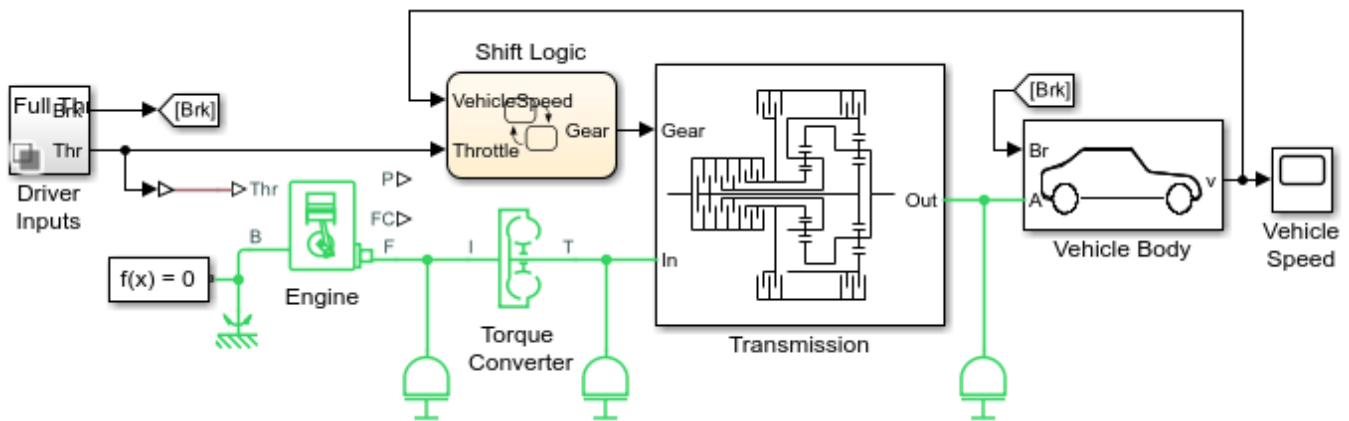 Shift Logic
Full Thr
Brk
[Brk]
Thr
VehicleSpeed
Throttle
Gear
Gear
In
Out
Transmission
[Brk]
Br
A
v
Vehicle Body
Vehicle
Speed
Driver
Inputs
Thr
P
FC
B
F
Engine
f(x) = 0
I
T
Torque
Converter